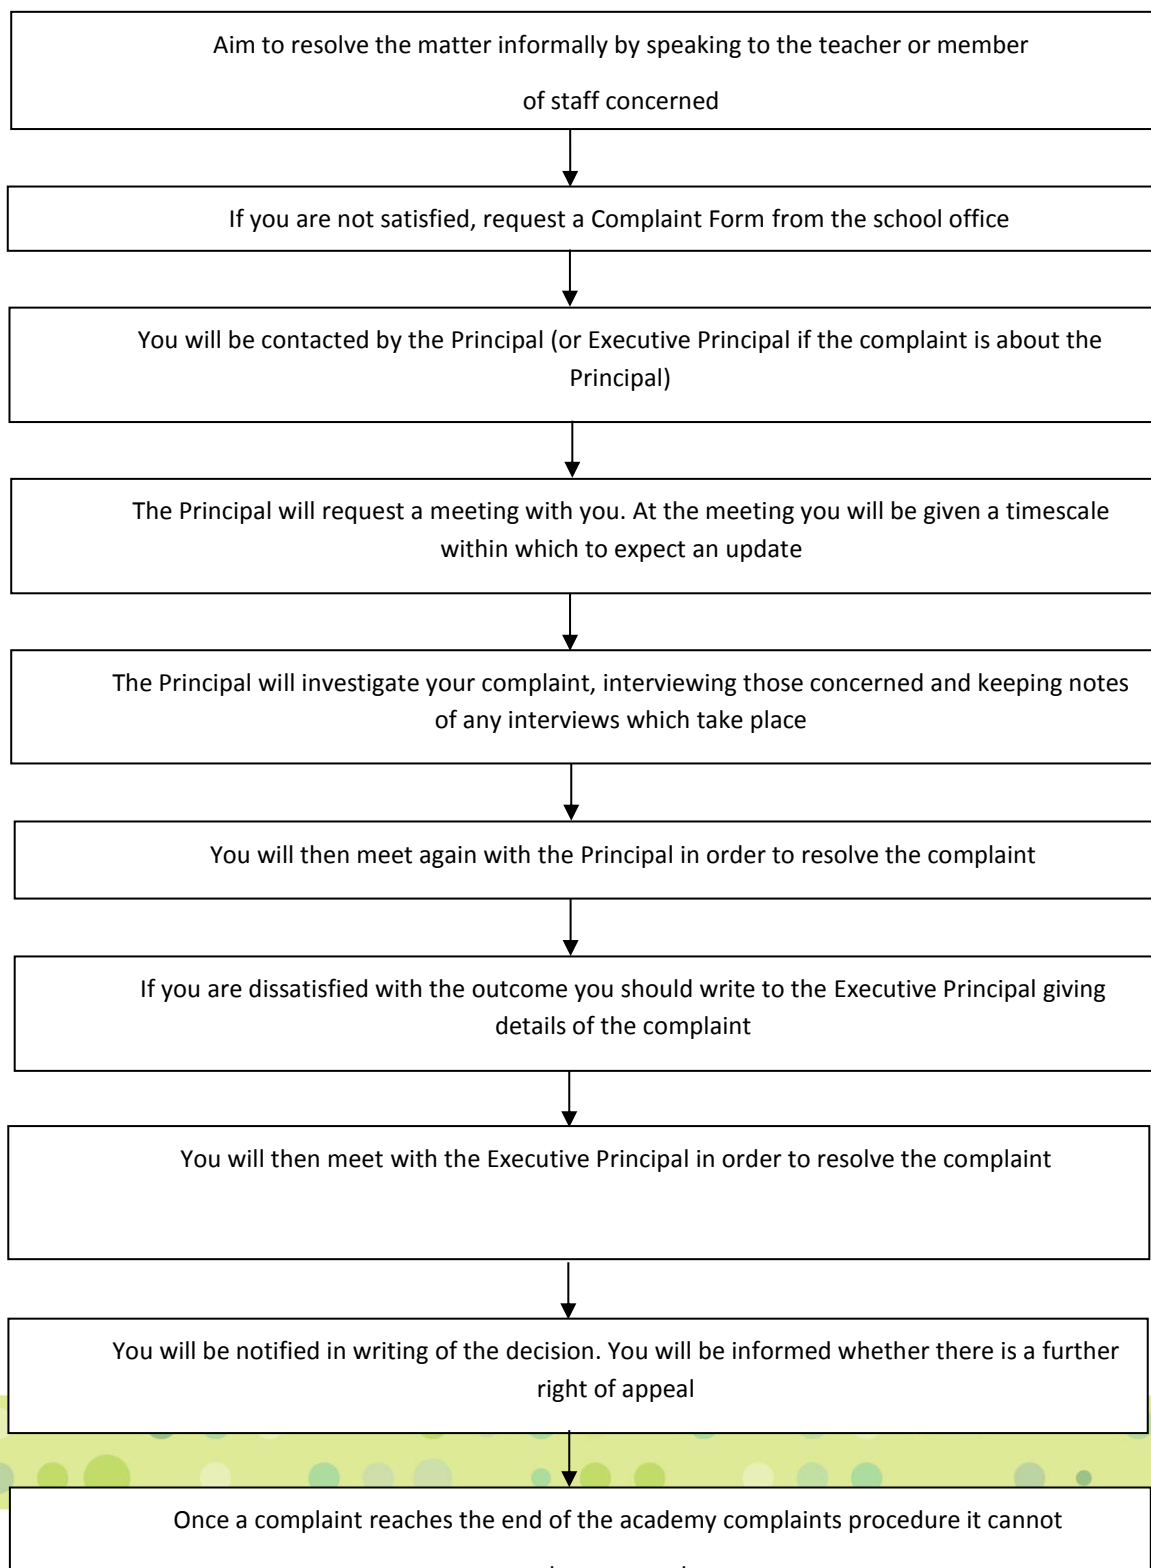 Aim to resolve the matter informally by speaking to the teacher or member
of staff concerned
If you are not satisfied, request a Complaint Form from the school office
You will be contacted by the Principal (or Executive Principal if the complaint is about the
Principal)
The Principal will request a meeting with you. At the meeting you will be given a timescale
within which to expect an update
The Principal will investigate your complaint, interviewing those concerned and keeping notes
of any interviews which take place
You will then meet again with the Principal in order to resolve the complaint
If you are dissatisfied with the outcome you should write to the Executive Principal giving
details of the complaint
You will then meet with the Executive Principal in order to resolve the complaint
You will be notified in writing of the decision. You will be informed whether there is a further
right of appeal
Once a complaint reaches the end of the academy complaints procedure it cannot